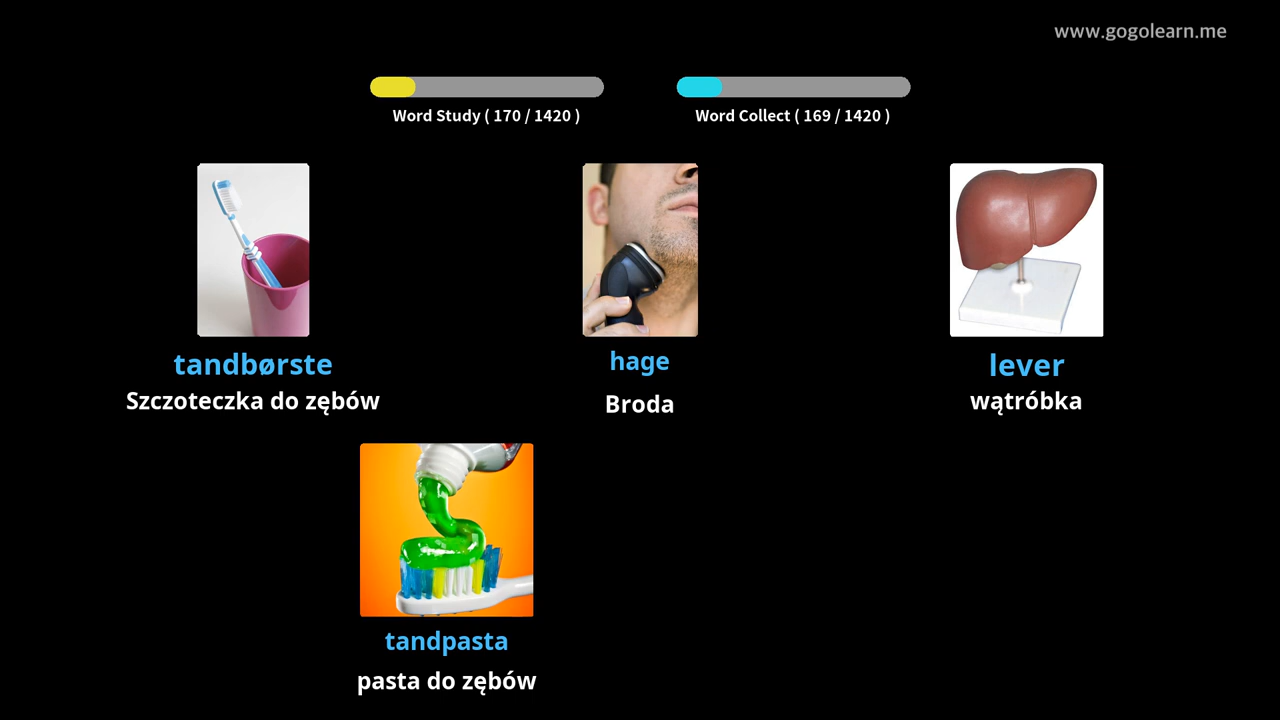 www.gogolearn.me
Word Study ( 170 / 1420 )
Word Collect ( 169 / 1420 )
tandbørste
hage
lever
Szczoteczka do zębów
Broda
wątróbka
tandpasta
pasta do zębów